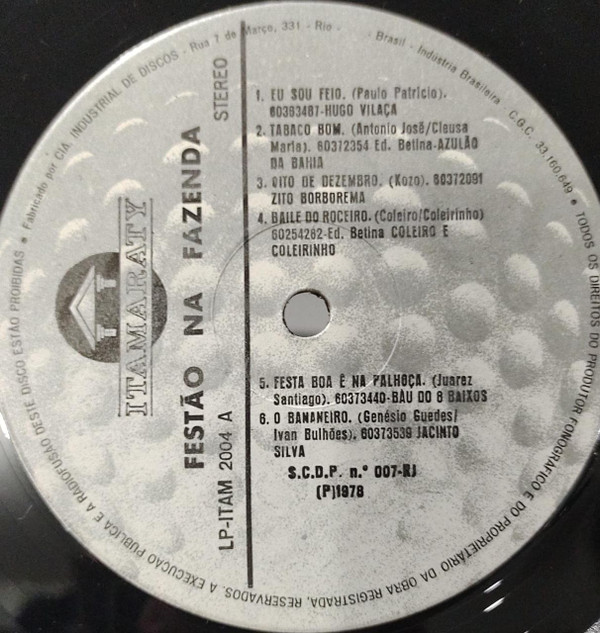 Fabricado por CIA. INDUSTRIAL DE DISCOS - Rua 7 de Março, 331 - Rio - Brasil - Indústria Brasileira C.G.C. 33.160.649 • TODOS OS DIREITOS DO PRODUTOR FONOGRÁFICO E DO PROPRIETÁRIO DA OBRA REGISTRADA, RESERVADOS. A EXECUÇÃO PÚBLICA E A RADIOFUSÃO DESTE DISCO ESTÃO PROIBIDAS •
ITAMARATY
FESTÃO NA FAZENDA
LP-ITAM 2004 A
STEREO
1. EU SOU FEIO. (Paulo Patricio).
60363487-HUGO VILAÇA
2. TABACO BOM. (Antonio José/Cleusa
Maria). 60372354 Ed. Betina-AZULÃO
DA BAHIA
3. OITO DE DEZEMBRO. (Kozo). 60372091
ZITO BORBOREMA
4. BAILE DO ROCEIRO. (Coleiro/Coleirinho)
60254262-Ed. Betina COLEIRO E
COLEIRINHO
5. FESTA BOA É NA PALHOÇA. (Juarez
Santiago). 60373440-BAU DO 8 BAIXOS
6. O BANANEIRO. (Genésio Guedes/
Ivan Bulhões). 60373539 JACINTO
SILVA
S.C.D.P. n.º 007-RJ
(P)1978